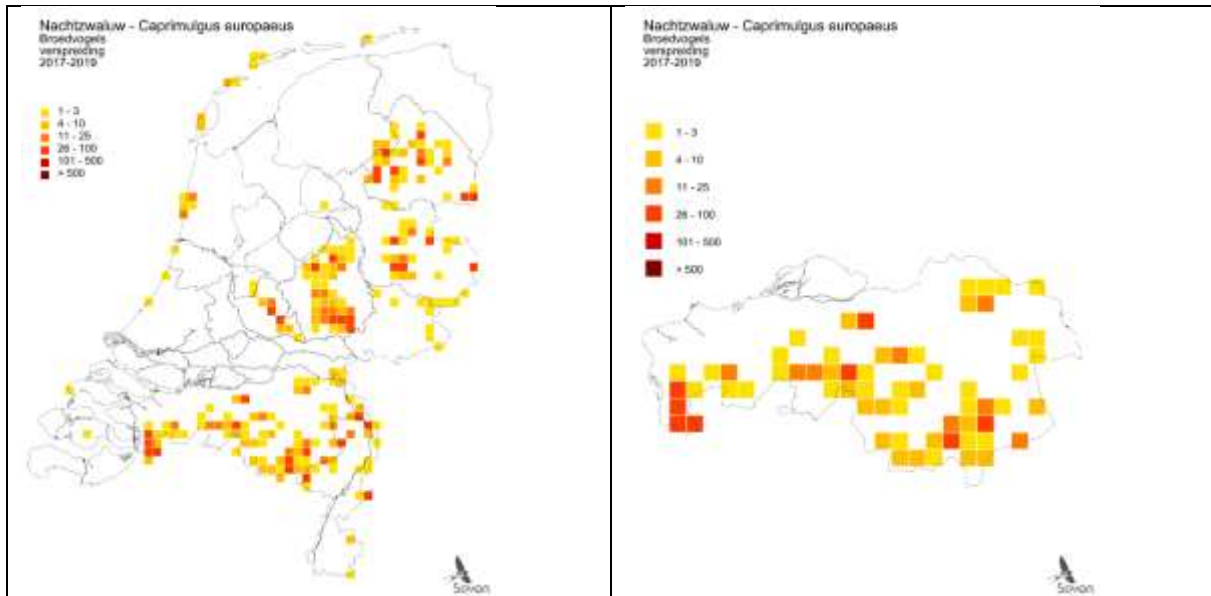 Nachtzwaluw - Caprimulgus europaeus
Broedvogels
verspreiding
2017-2019
1 - 3
4 - 10
11 - 25
26 - 100
101 - 500
> 500
Sovon
Nachtzwaluw - Caprimulgus europaeus
Broedvogels
verspreiding
2017-2019
1 - 3
4 - 10
11 - 25
26 - 100
101 - 500
> 500
Sovon